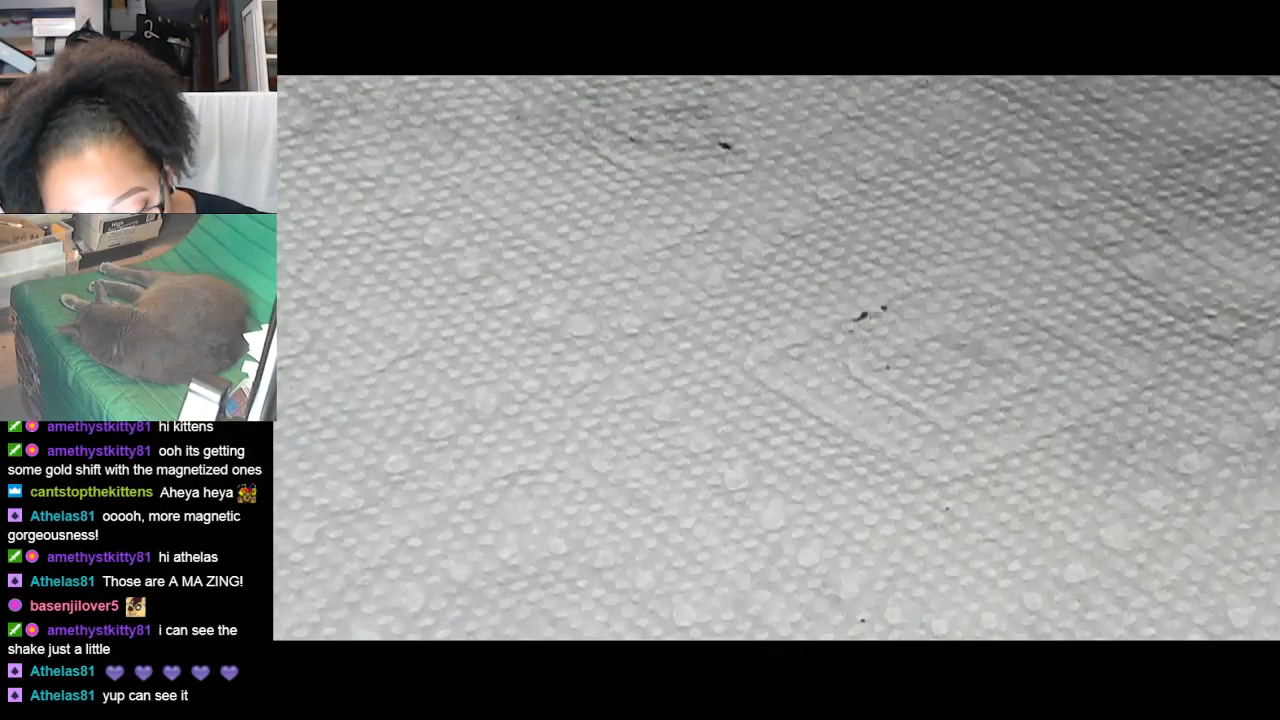 2
High
amethystkitty81 hi kittens
amethystkitty81 ooh its getting
some gold shift with the magnetized ones
cantstopthekittens Aheya heya
Athelas81 ooooh, more magnetic
gorgeousness!
amethystkitty81 hi athelas
Athelas81 Those are A MA ZING!
basenjilover5
amethystkitty81 i can see the
shake just a little
Athelas81
Athelas81 yup can see it